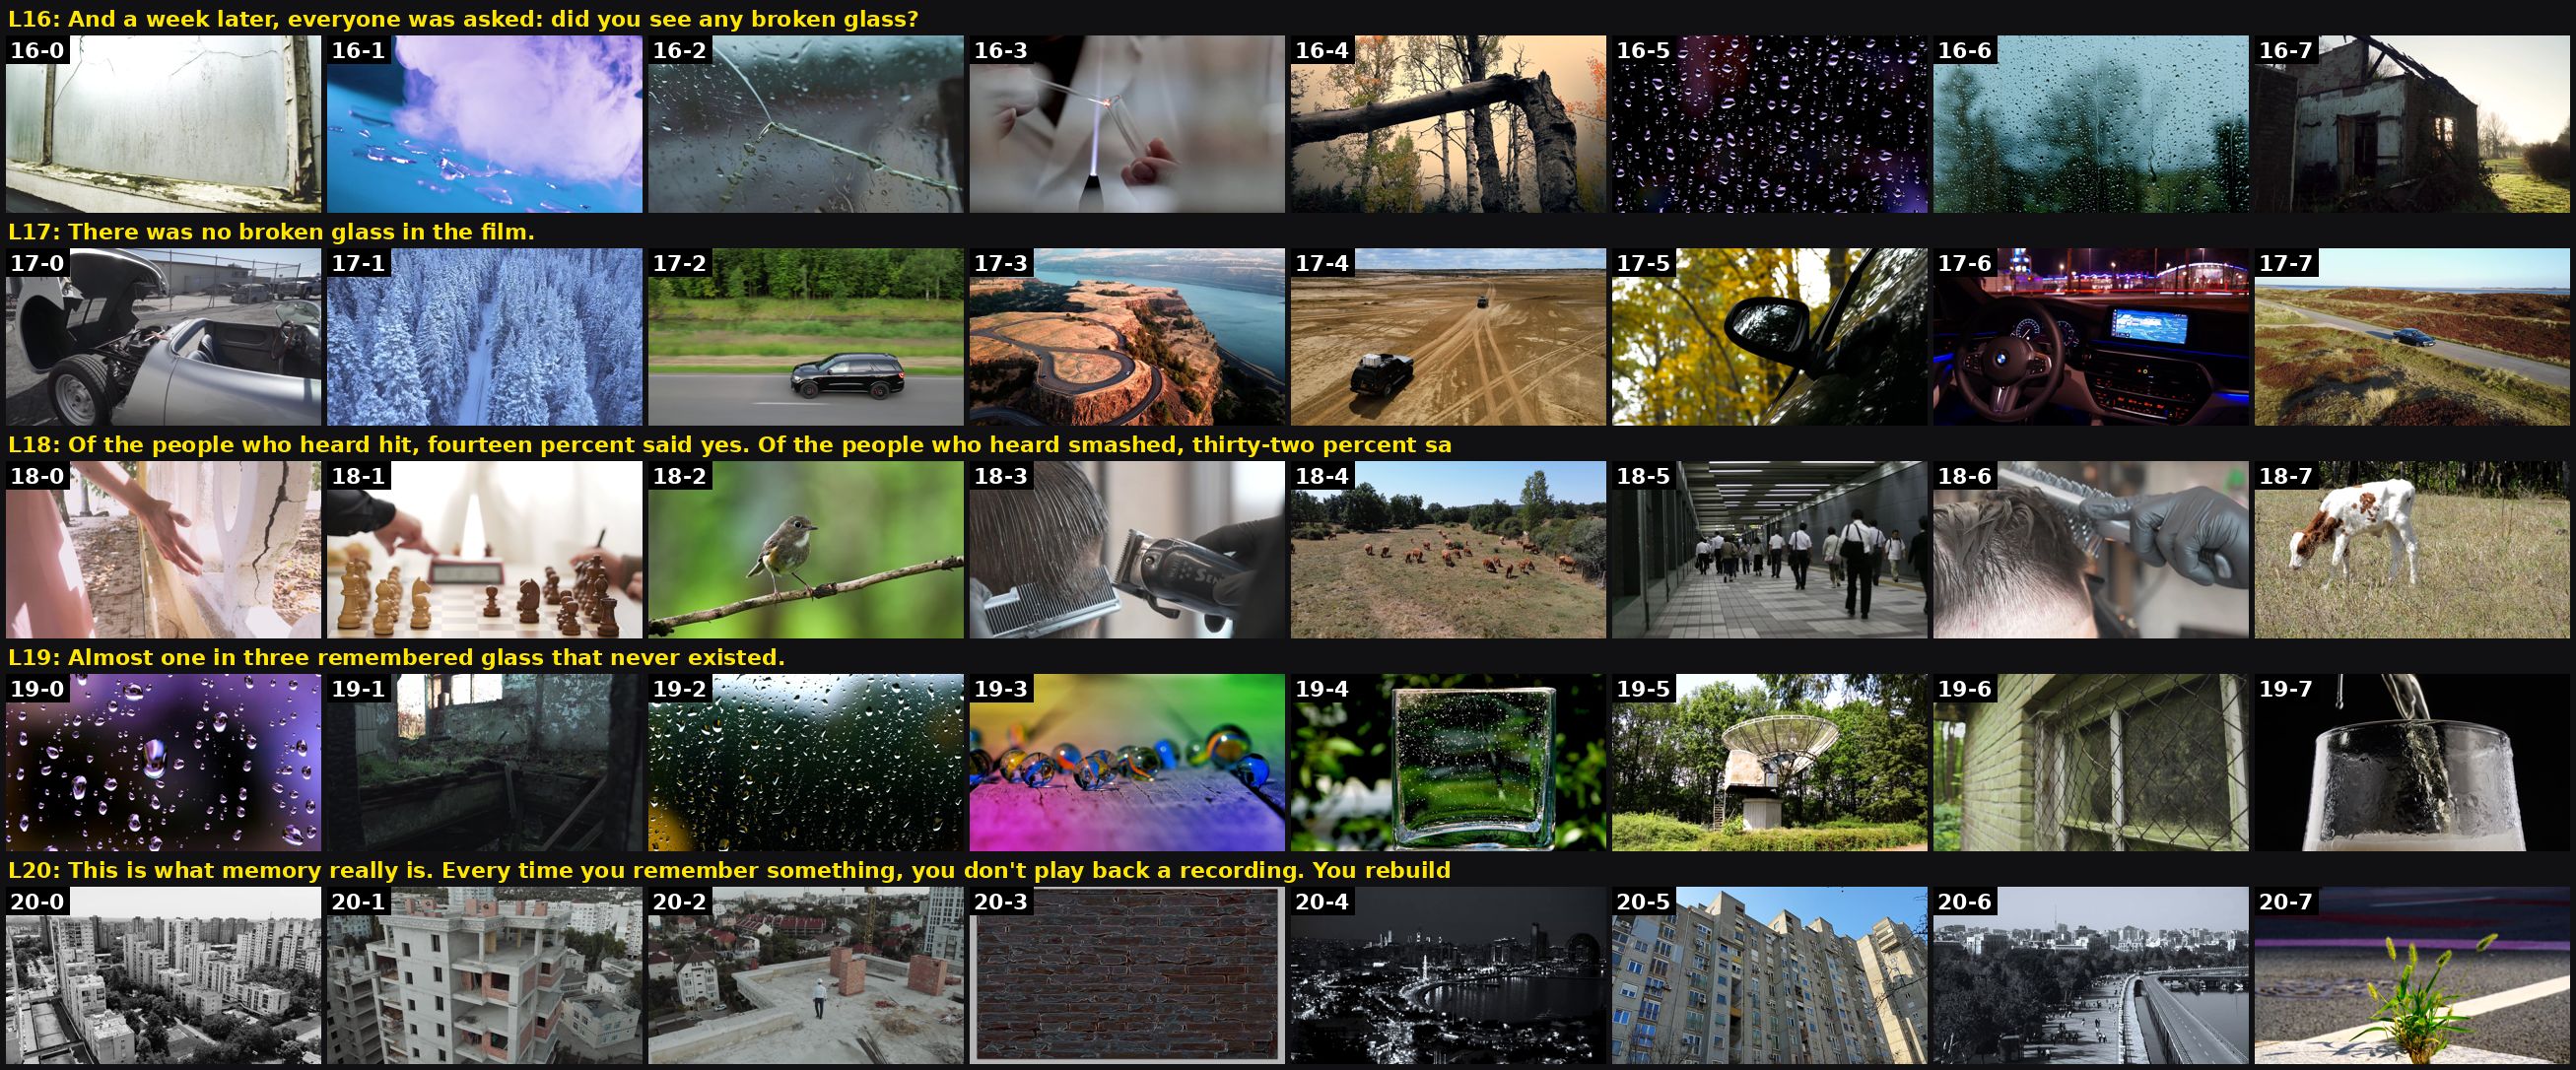 L16: And a week later, everyone was asked: did you see any broken glass?
16-0 16-1 16-2 16-3 16-4 16-5 16-6 16-7
L17: There was no broken glass in the film.
17-0 17-1 17-2 17-3 17-4 17-5 17-6 17-7
L18: Of the people who heard hit, fourteen percent said yes. Of the people who heard smashed, thirty-two percent sa
18-0 18-1 18-2 18-3 18-4 18-5 18-6 18-7
L19: Almost one in three remembered glass that never existed.
19-0 19-1 19-2 19-3 19-4 19-5 19-6 19-7
L20: This is what memory really is. Every time you remember something, you don't play back a recording. You rebuild
20-0 20-1 20-2 20-3 20-4 20-5 20-6 20-7